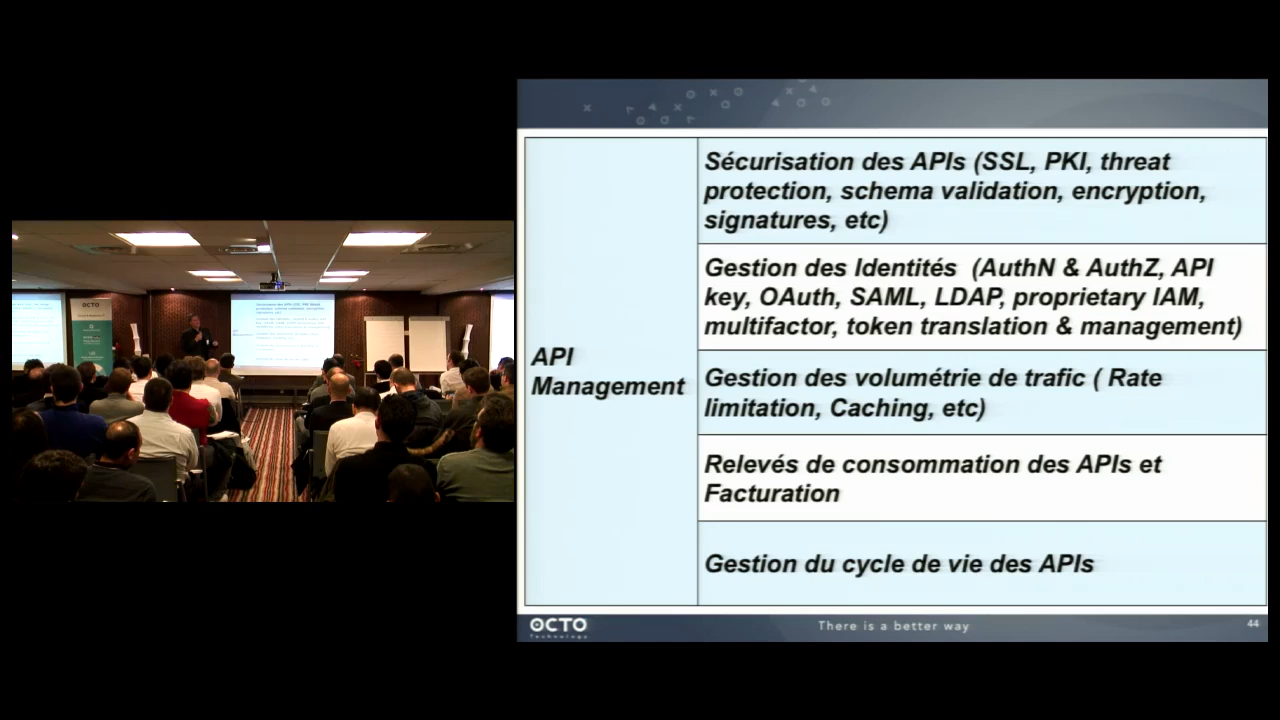 OCTO
API
Management
Sécurisation des APIs (SSL, PKI, threat
protection, schema validation, encryption,
signatures, etc)
Gestion des Identités (AuthN & AuthZ, API
key, OAuth, SAML, LDAP, proprietary IAM,
multifactor, token translation & management)
Gestion des volumétrie de trafic ( Rate
limitation, Caching, etc)
Relevés de consommation des APIs et
Facturation
Gestion du cycle de vie des APIs
OCTO
Technology
There is a better way
44